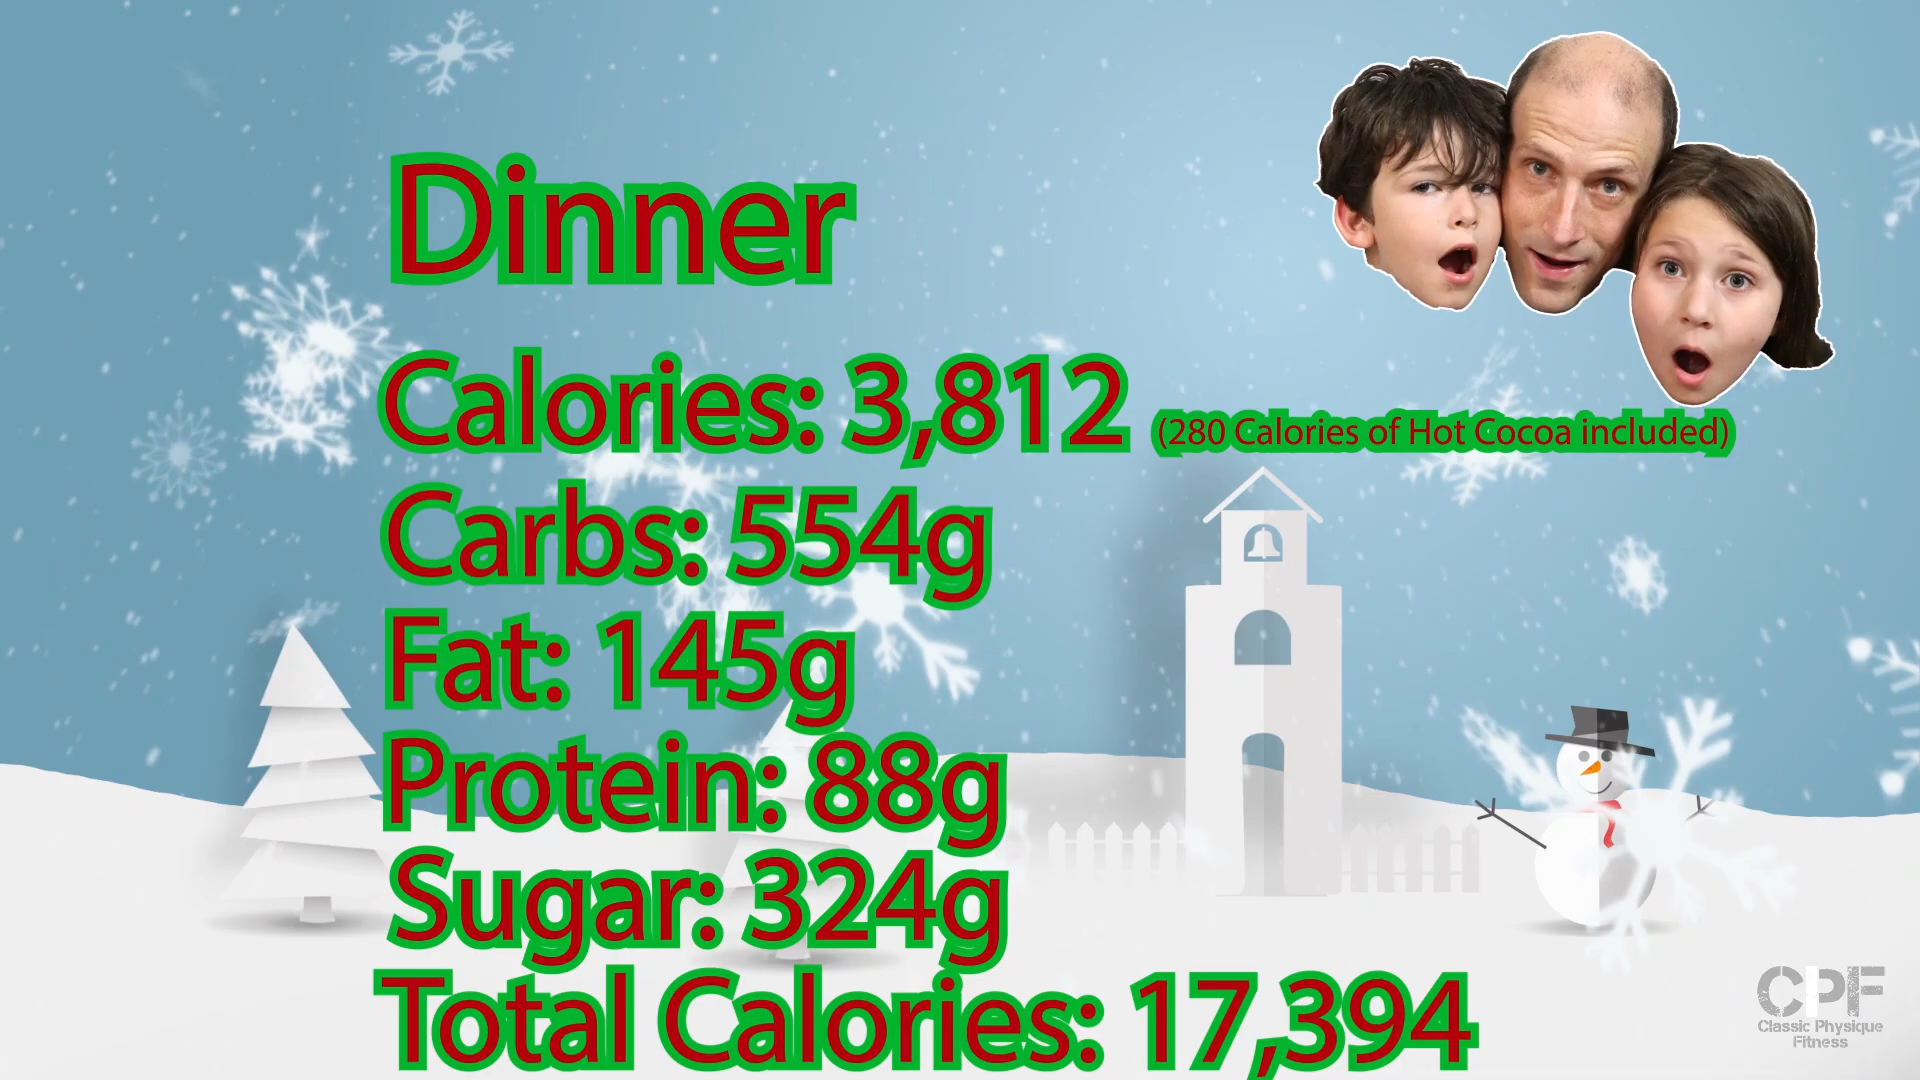 Dinner
Calories: 3,812 (280 Calories of Hot Cocoa included)
Carbs: 554g
Fat: 145g
Protein: 88g
Sugar: 324g
Total Calories: 17,394
CPF
Classic Physique
Fitness